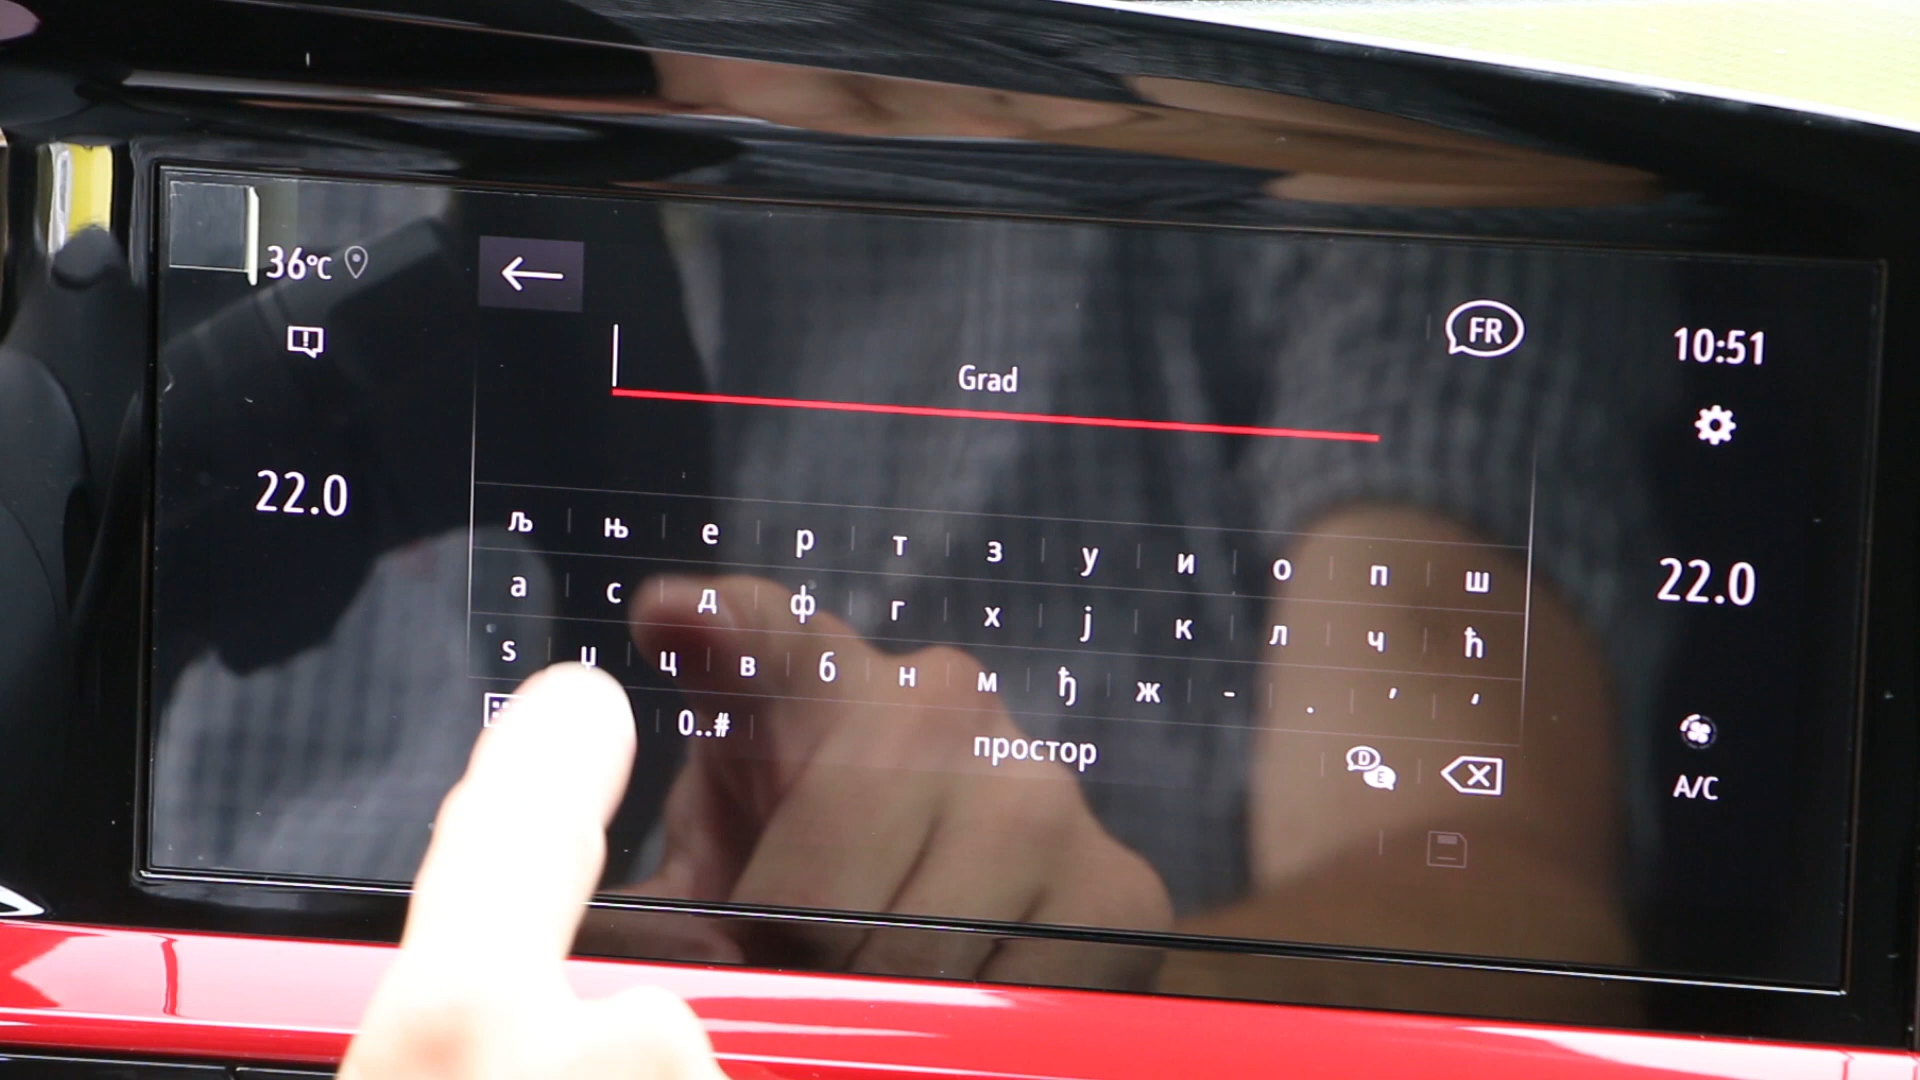 36°C
FR
10:51
Grad
22.0
22.0
љ њ е р т з у и о п ш
а с д ф г х ј к л ч ћ
ѕ џ ц в б н м ђ ж - . ′ ‘
0..#
простор
D E
A/C